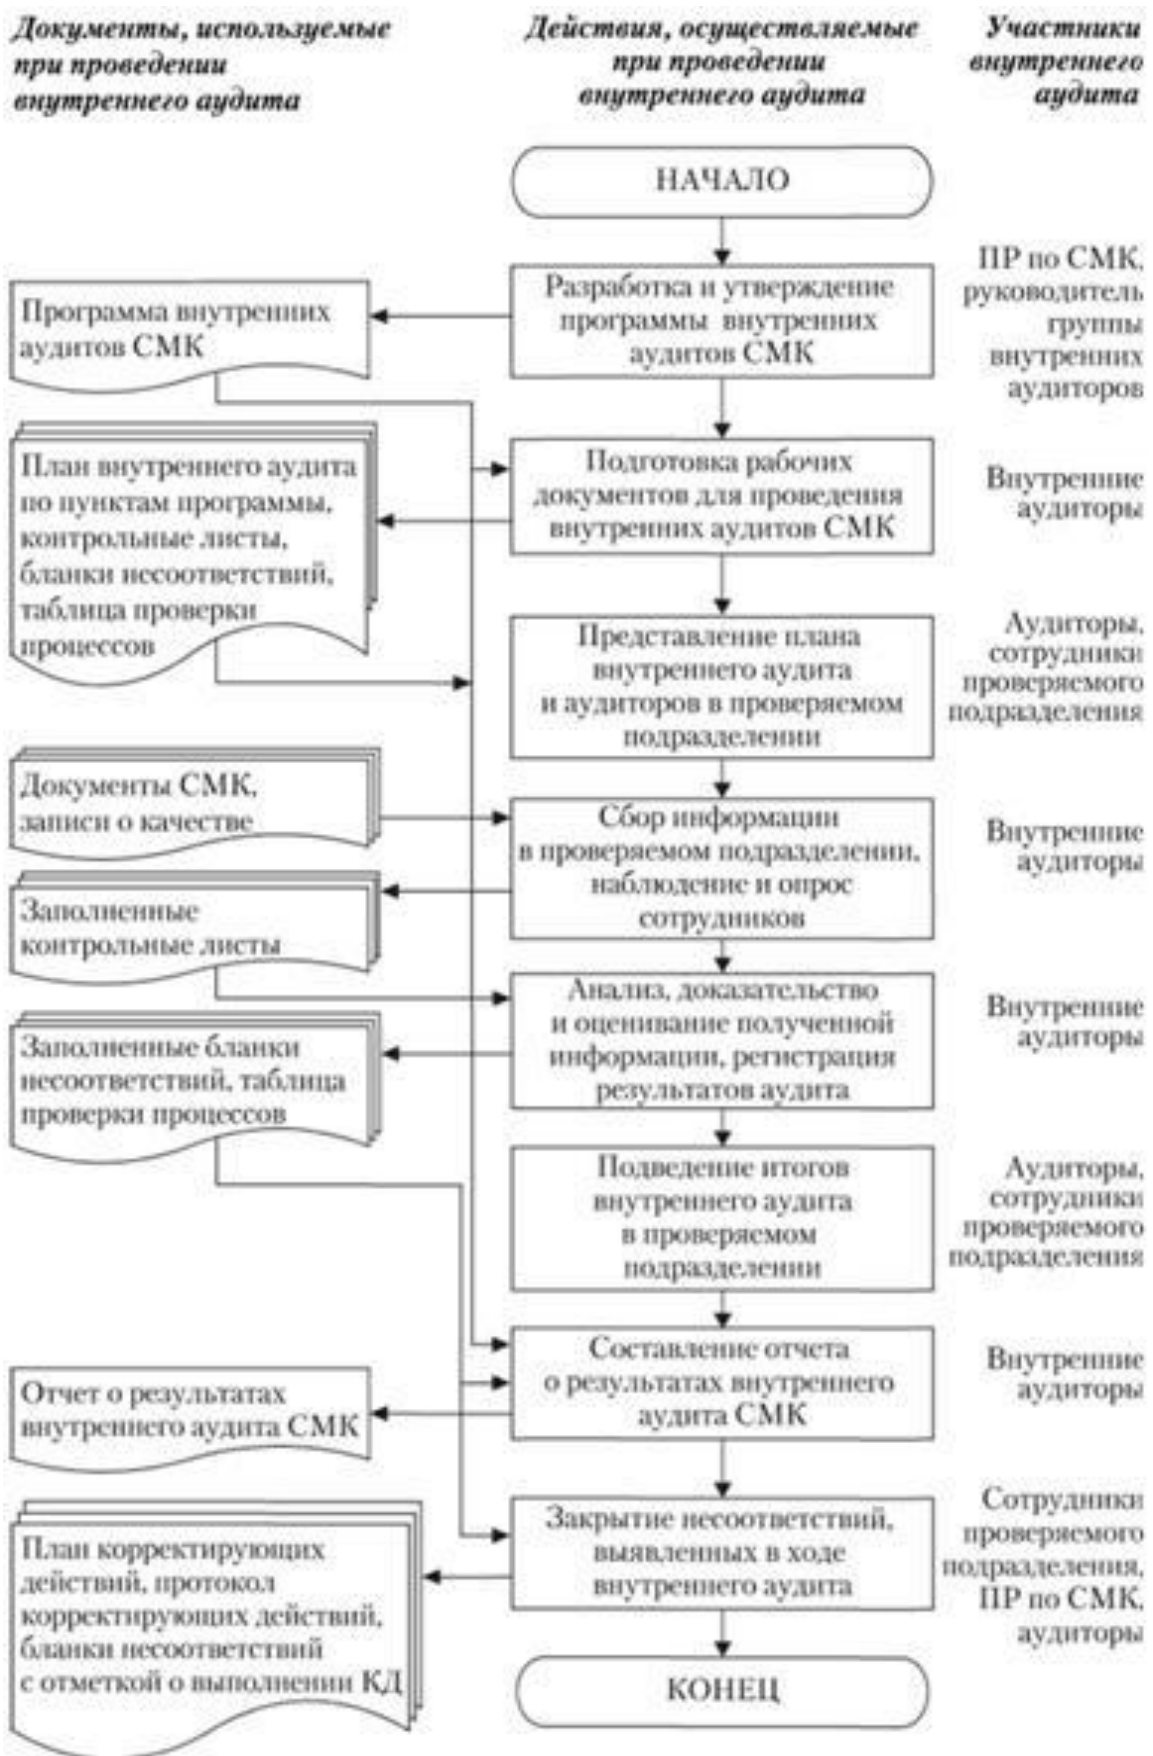 Документы, используемые
при проведении
внутреннего аудита
Действия, осуществляемые
при проведении
внутреннего аудита
Участники
внутреннего
аудита
НАЧАЛО
Программа внутренних
аудитов СМК
Разработка и утверждение
программы внутренних
аудитов СМК
ПР по СМК,
руководитель
группы
внутренних
аудиторов
План внутреннего аудита
по пунктам программы,
контрольные листы,
бланки несоответствий,
таблица проверки
процессов
Подготовка рабочих
документов для проведения
внутренних аудитов СМК
Внутренние
аудиторы
Представление плана
внутреннего аудита
и аудиторов в проверяемом
подразделении
Аудиторы,
сотрудники
проверяемого
подразделения
Документы СМК,
записи о качестве
Сбор информации
в проверяемом подразделении,
наблюдение и опрос
сотрудников
Внутренние
аудиторы
Заполненные
контрольные листы
Анализ, доказательство
и оценивание полученной
информации, регистрация
результатов аудита
Внутренние
аудиторы
Заполненные бланки
несоответствий, таблица
проверки процессов
Подведение итогов
внутреннего аудита
в проверяемом
подразделении
Аудиторы,
сотрудники
проверяемого
подразделения
Составление отчета
о результатах внутреннего
аудита СМК
Внутренние
аудиторы
Отчет о результатах
внутреннего аудита СМК
Закрытие несоответствий,
выявленных в ходе
внутреннего аудита
Сотрудники
проверяемого
подразделения,
ПР по СМК,
аудиторы
План корректирующих
действий, протокол
корректирующих действий,
бланки несоответствий
с отметкой о выполнении КД
КОНЕЦ